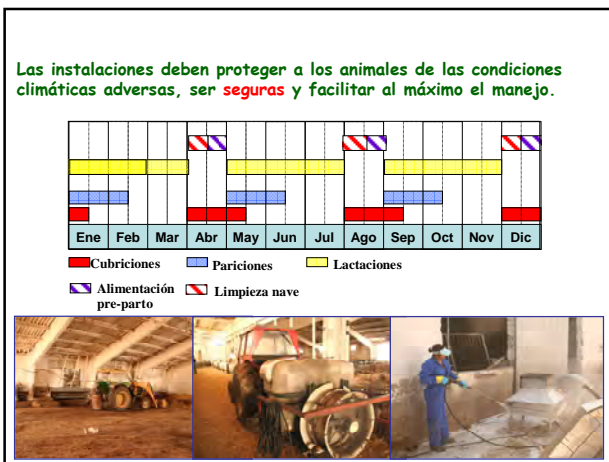 Las instalaciones deben proteger a los animales de las condiciones
climáticas adversas, ser seguras y facilitar al máximo el manejo.
Ene Feb Mar Abr May Jun Jul Ago Sep Oct Nov Dic
Cubriciones Pariciones Lactaciones
Alimentación pre-parto Limpieza nave